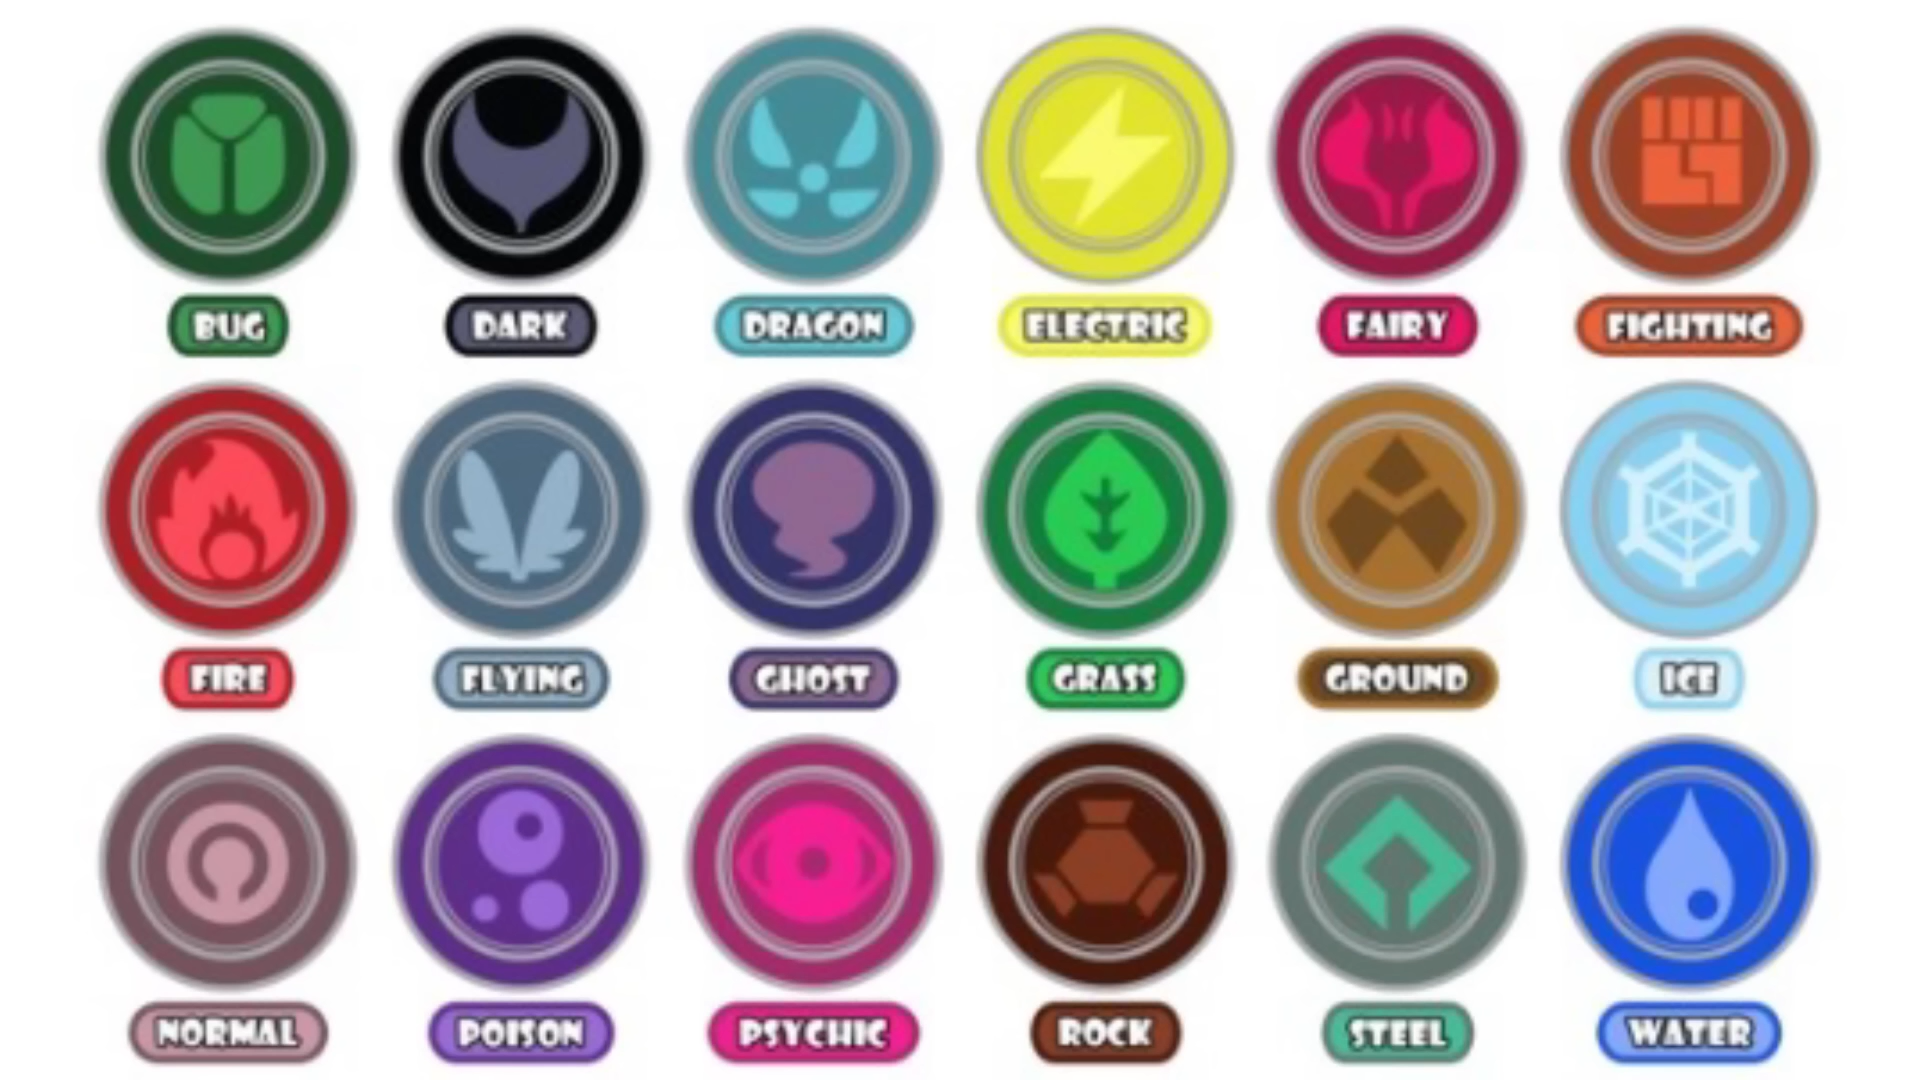 BUG
DARK
DRAGON
ELECTRIC
FAIRY
FIGHTING
FIRE
FLYING
GHOST
GRASS
GROUND
ICE
NORMAL
POISON
PSYCHIC
ROCK
STEEL
WATER